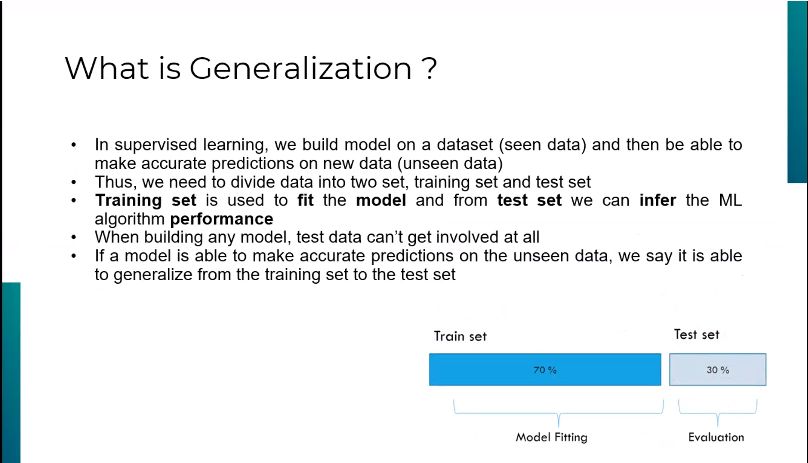 What is Generalization ?
• In supervised learning, we build model on a dataset (seen data) and then be able to
make accurate predictions on new data (unseen data)
• Thus, we need to divide data into two set, training set and test set
• Training set is used to fit the model and from test set we can infer the ML
algorithm performance
• When building any model, test data can’t get involved at all
• If a model is able to make accurate predictions on the unseen data, we say it is able
to generalize from the training set to the test set
Train set
Test set
70 %
30 %
Model Fitting
Evaluation